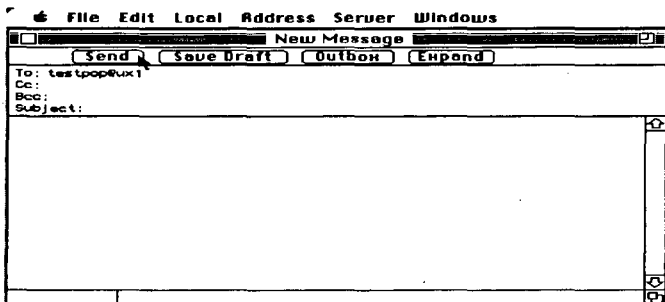 File Edit Local Address Server Windows
New Message
Send Save Draft Outbox Expand
To: testpop@ux1
Cc:
Bcc:
Subject: